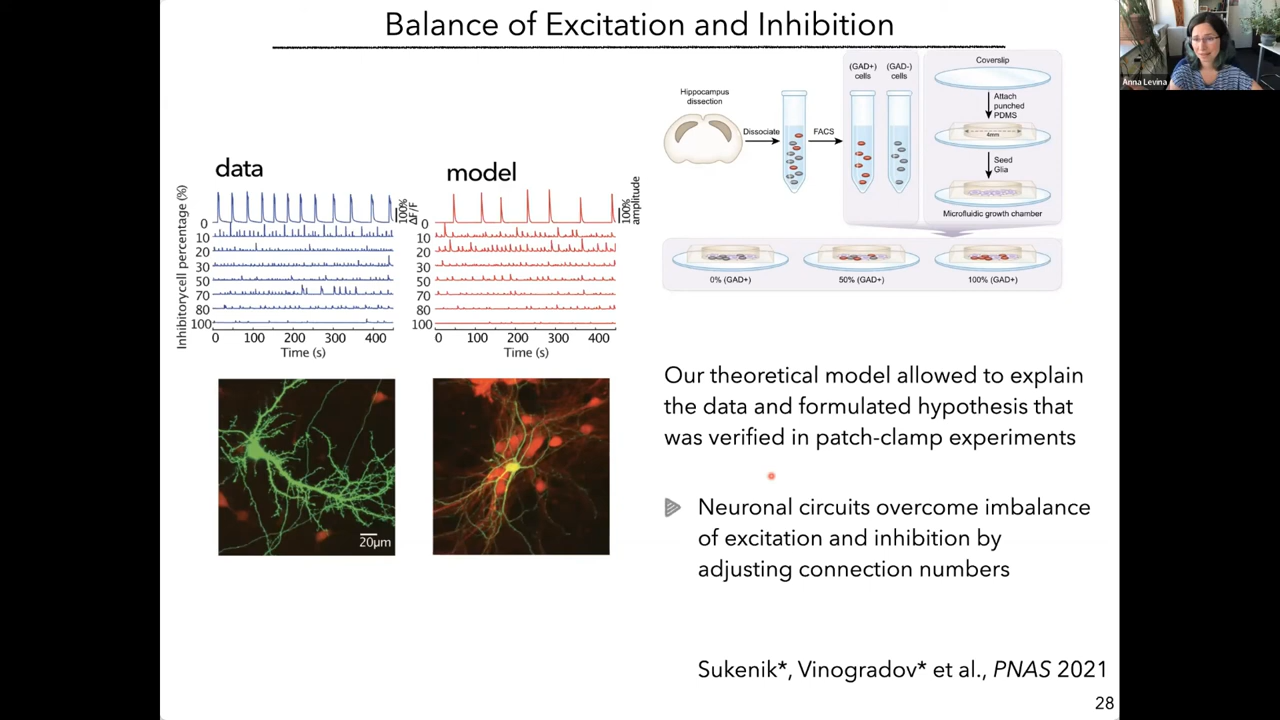 Balance of Excitation and Inhibition
Anna Levina
data
model
Inhibitorycell percentage (%)
0
10
20
30
50
70
80
100
0 100 200 300 400
Time (s)
100%
ΔF/F
0
10
20
30
50
70
80
100
0 100 200 300 400
Time (s)
100%
amplitude
20μm
Hippocampus
dissection
Dissociate
FACS
(GAD+)
cells
(GAD-)
cells
Coverslip
Attach
punched
PDMS
4mm
Seed
Glia
Microfluidic growth chamber
0% (GAD+)
50% (GAD+)
100% (GAD+)
Our theoretical model allowed to explain
the data and formulated hypothesis that
was verified in patch-clamp experiments
Neuronal circuits overcome imbalance
of excitation and inhibition by
adjusting connection numbers
Sukenik*, Vinogradov* et al., PNAS 2021
28